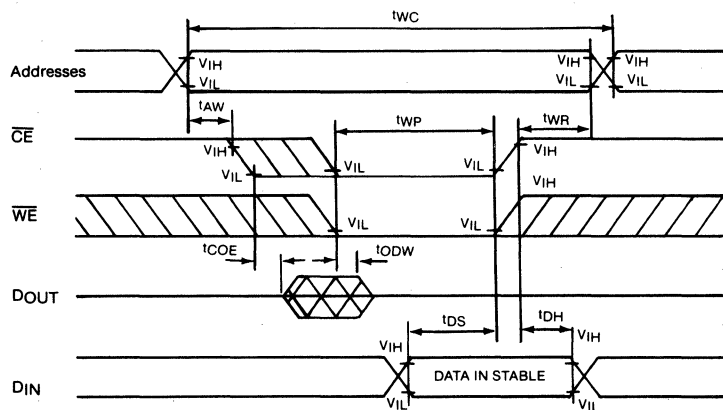 tWC
Addresses
VIH
VIL
VIH
VIL
VIH
VIL
tAW
tWP
tWR
CE
VIH
VIL
VIL
VIL
VIH
WE
VIL
VIL
VIH
tCOE
tODW
DOUT
tDS
tDH
DIN
VIH
VIL
DATA IN STABLE
VIH
VIL